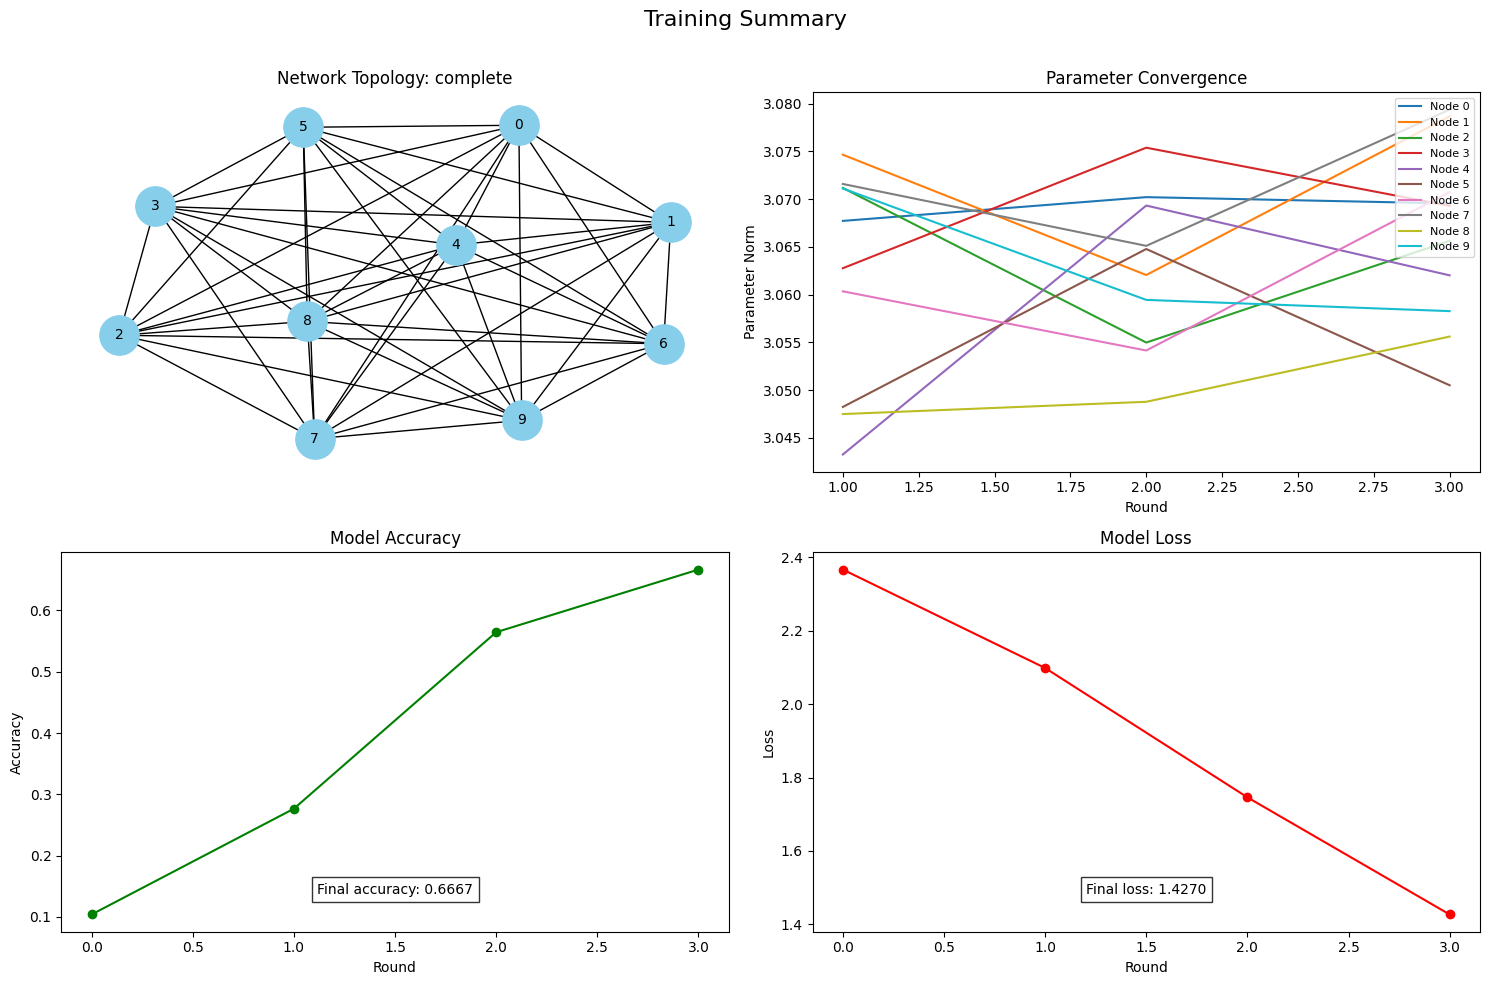 Training Summary
Network Topology: complete
5
0
3
1
4
8
2
6
9
7
Parameter Convergence
Parameter Norm
3.080
3.075
3.070
3.065
3.060
3.055
3.050
3.045
Node 0
Node 1
Node 2
Node 3
Node 4
Node 5
Node 6
Node 7
Node 8
Node 9
1.00 1.25 1.50 1.75 2.00 2.25 2.50 2.75 3.00
Round
Model Accuracy
Accuracy
0.6
0.5
0.4
0.3
0.2
0.1
Final accuracy: 0.6667
0.0 0.5 1.0 1.5 2.0 2.5 3.0
Round
Model Loss
Loss
2.4
2.2
2.0
1.8
1.6
1.4
Final loss: 1.4270
0.0 0.5 1.0 1.5 2.0 2.5 3.0
Round